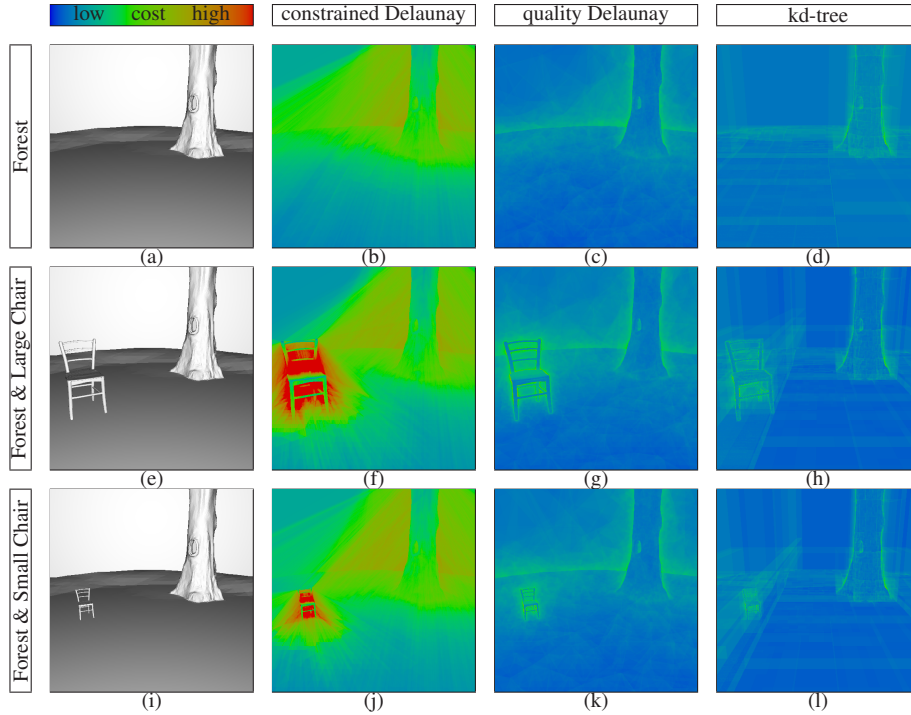 low cost high
constrained Delaunay
quality Delaunay
kd-tree
Forest
(a)
(b)
(c)
(d)
Forest & Large Chair
(e)
(f)
(g)
(h)
Forest & Small Chair
(i)
(j)
(k)
(l)